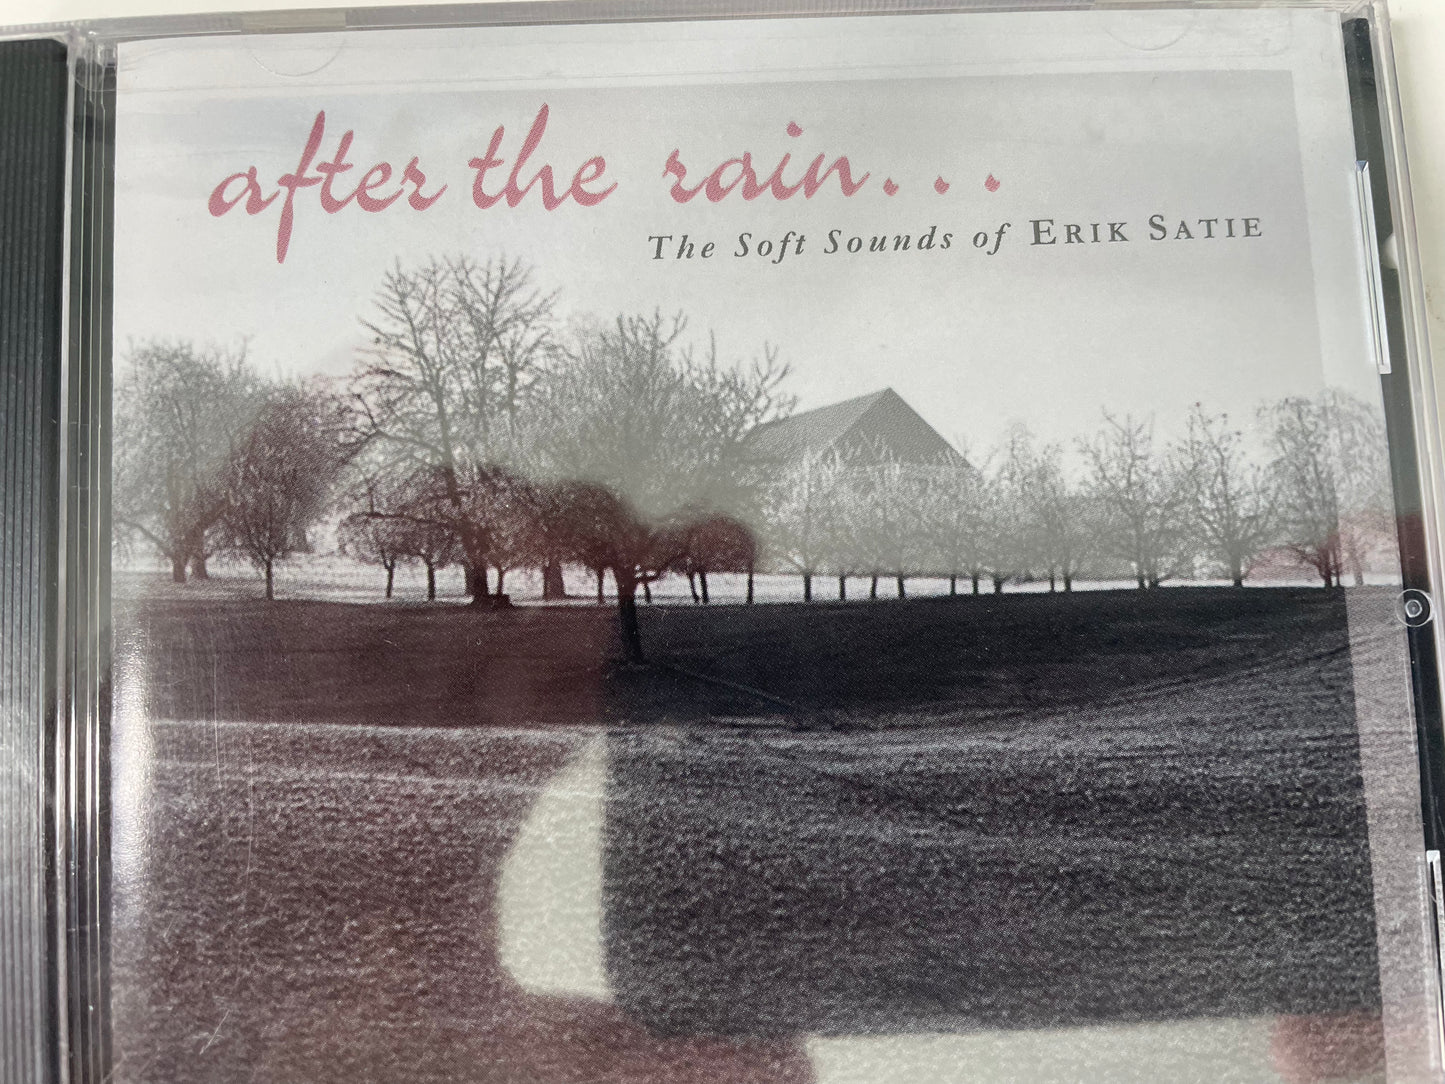 after the rain...
The Soft Sounds of ERIK SATIE